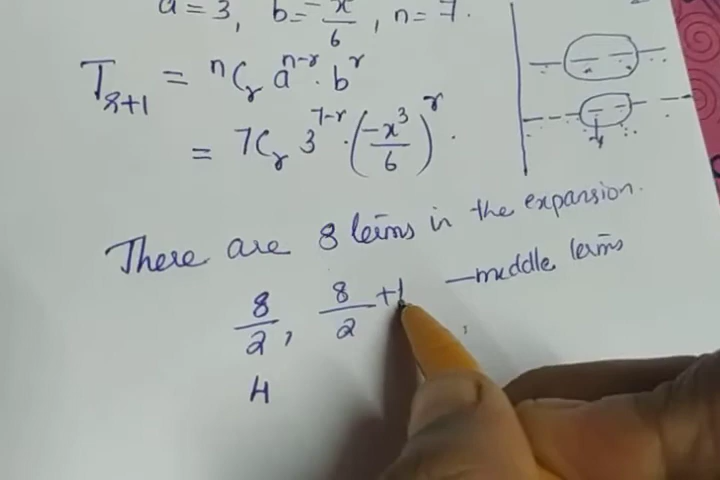 a = 3, b = -x/6, n = 7.
T_{r+1} = ⁿC_r a^{n-r} · b^r
= 7C_r 3^{7-r} · (-x³/6)^r .
There are 8 terms in the expansion.
8/2, 8/2 +1 — middle terms
4